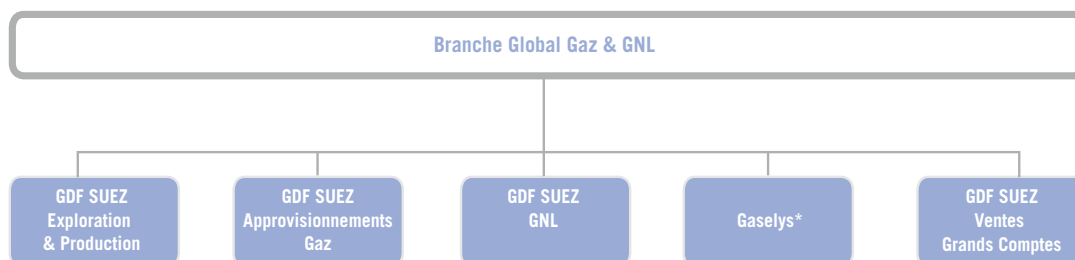 Branche Global Gaz & GNL
GDF SUEZ
Exploration
& Production
GDF SUEZ
Approvisionnements
Gaz
GDF SUEZ
GNL
Gaselys*
GDF SUEZ
Ventes
Grands Comptes